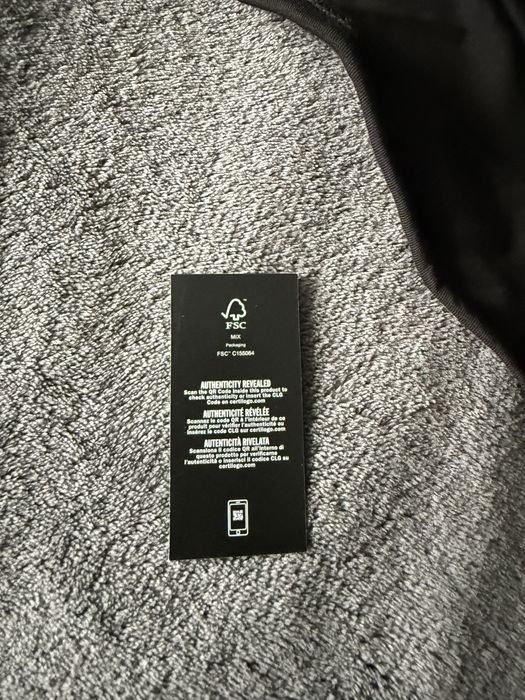 FSC
MIX
Packaging
FSC™ C155064
AUTHENTICITY REVEALED
Scan the QR Code inside this product to
check authenticity or insert the CLG
Code on certilogo.com
AUTHENTICITÉ RÉVÉLÉE
Scannez le code QR à l'intérieur de ce
produit pour vérifier l'authenticité ou
insérez le code CLG sur certilogo.com
AUTENTICITÀ RIVELATA
Scansiona il codice QR all'interno di
questo prodotto per verificarne
l'autenticità o inserisci il codice CLG su
certilogo.com